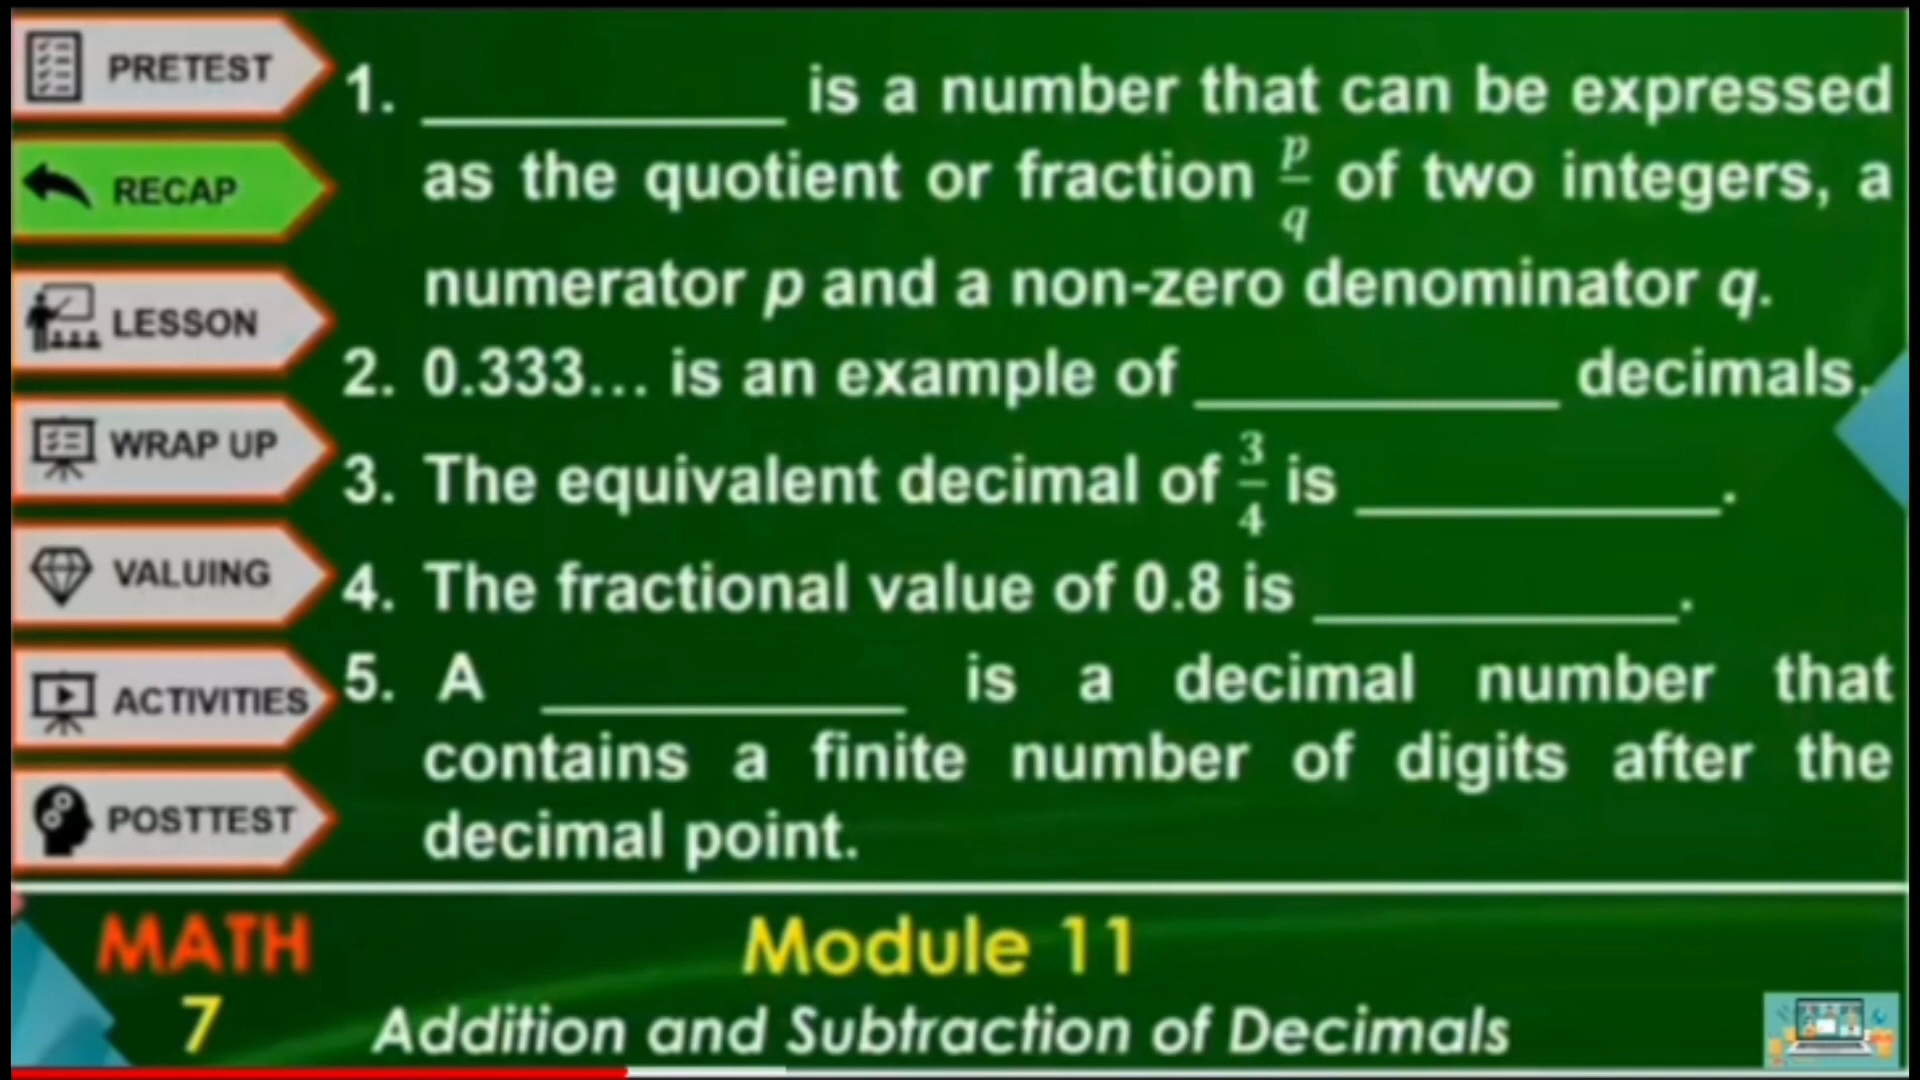 PRETEST
RECAP
LESSON
WRAP UP
VALUING
ACTIVITIES
POSTTEST
1. __________ is a number that can be expressed
as the quotient or fraction p/q of two integers, a
numerator p and a non-zero denominator q.
2. 0.333... is an example of __________ decimals.
3. The equivalent decimal of 3/4 is __________.
4. The fractional value of 0.8 is __________.
5. A __________ is a decimal number that
contains a finite number of digits after the
decimal point.
MATH
7
Module 11
Addition and Subtraction of Decimals